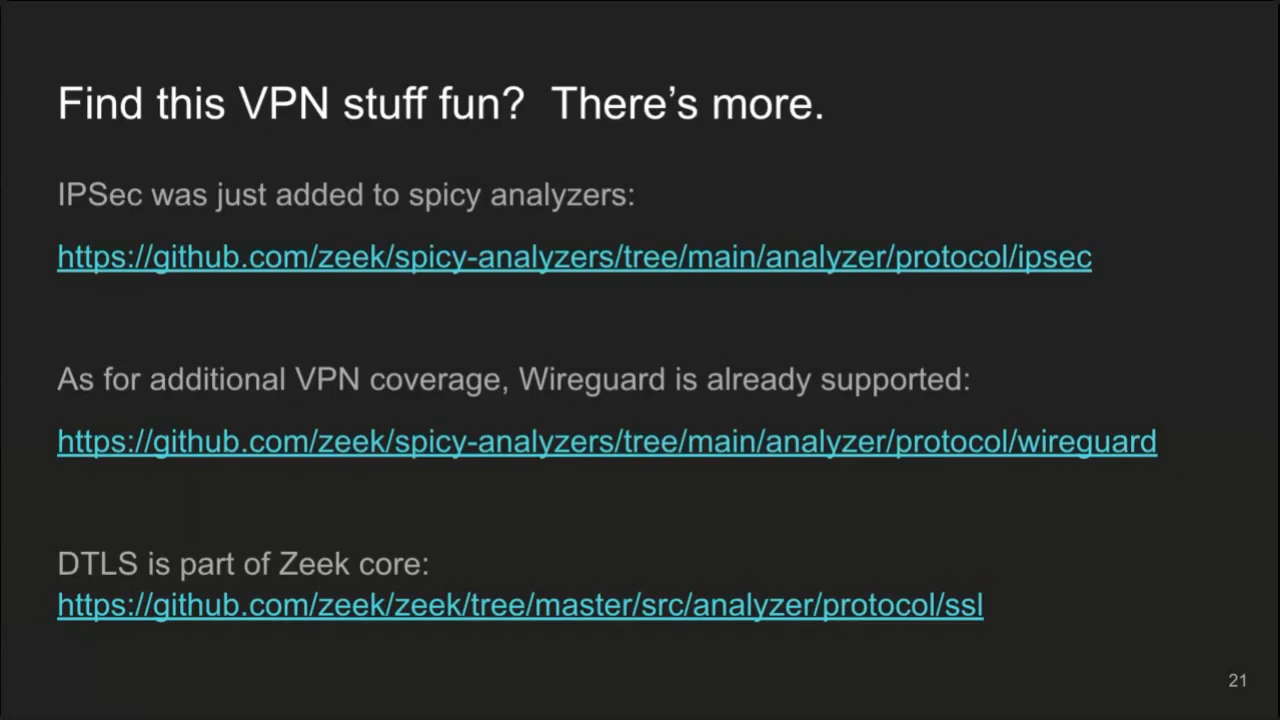 Find this VPN stuff fun?  There’s more.
IPSec was just added to spicy analyzers:
https://github.com/zeek/spicy-analyzers/tree/main/analyzer/protocol/ipsec
As for additional VPN coverage, Wireguard is already supported:
https://github.com/zeek/spicy-analyzers/tree/main/analyzer/protocol/wireguard
DTLS is part of Zeek core:
https://github.com/zeek/zeek/tree/master/src/analyzer/protocol/ssl
21